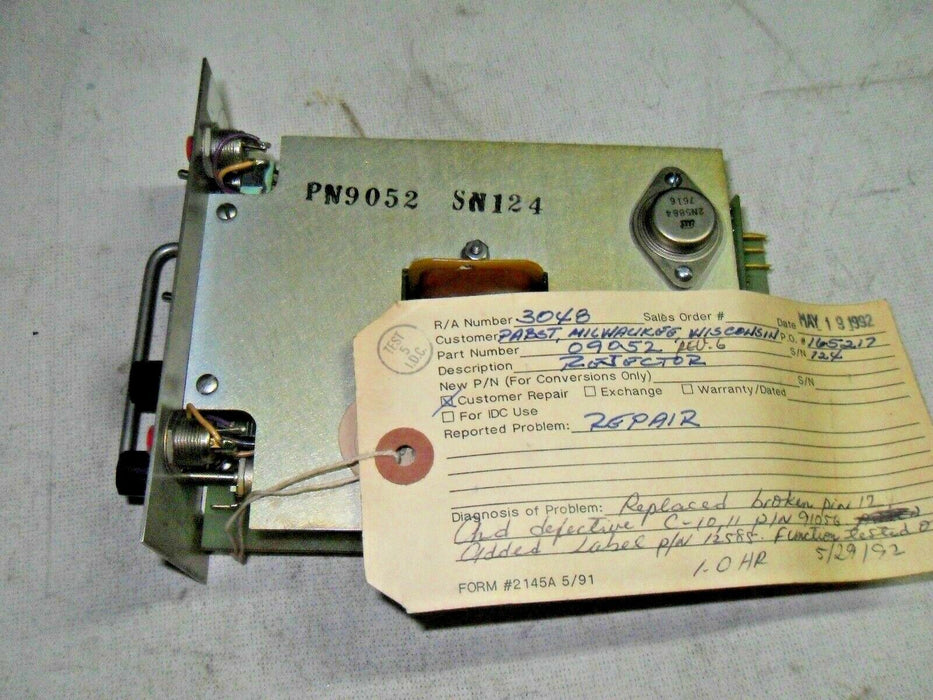 PN9052 SN124
2N5884
7616
TEST
5
I.D.C.
R/A Number 3048 Sales Order # Date MAY 19 1992
Customer PABST, MILWAUKEE, WISCONSIN P.O. # 165217
Part Number 09052 REV. 6 S/N 124
Description REJECTOR
New P/N (For Conversions Only) S/N
Customer Repair Exchange Warranty/Dated
For IDC Use
Reported Problem: REPAIR
Diagnosis of Problem: Replaced broken pin 17
And defective C-10, 11 P/N 91056
Added Label P/N 12585. Function tested
1.0 HR 5/29/92
FORM #2145A 5/91